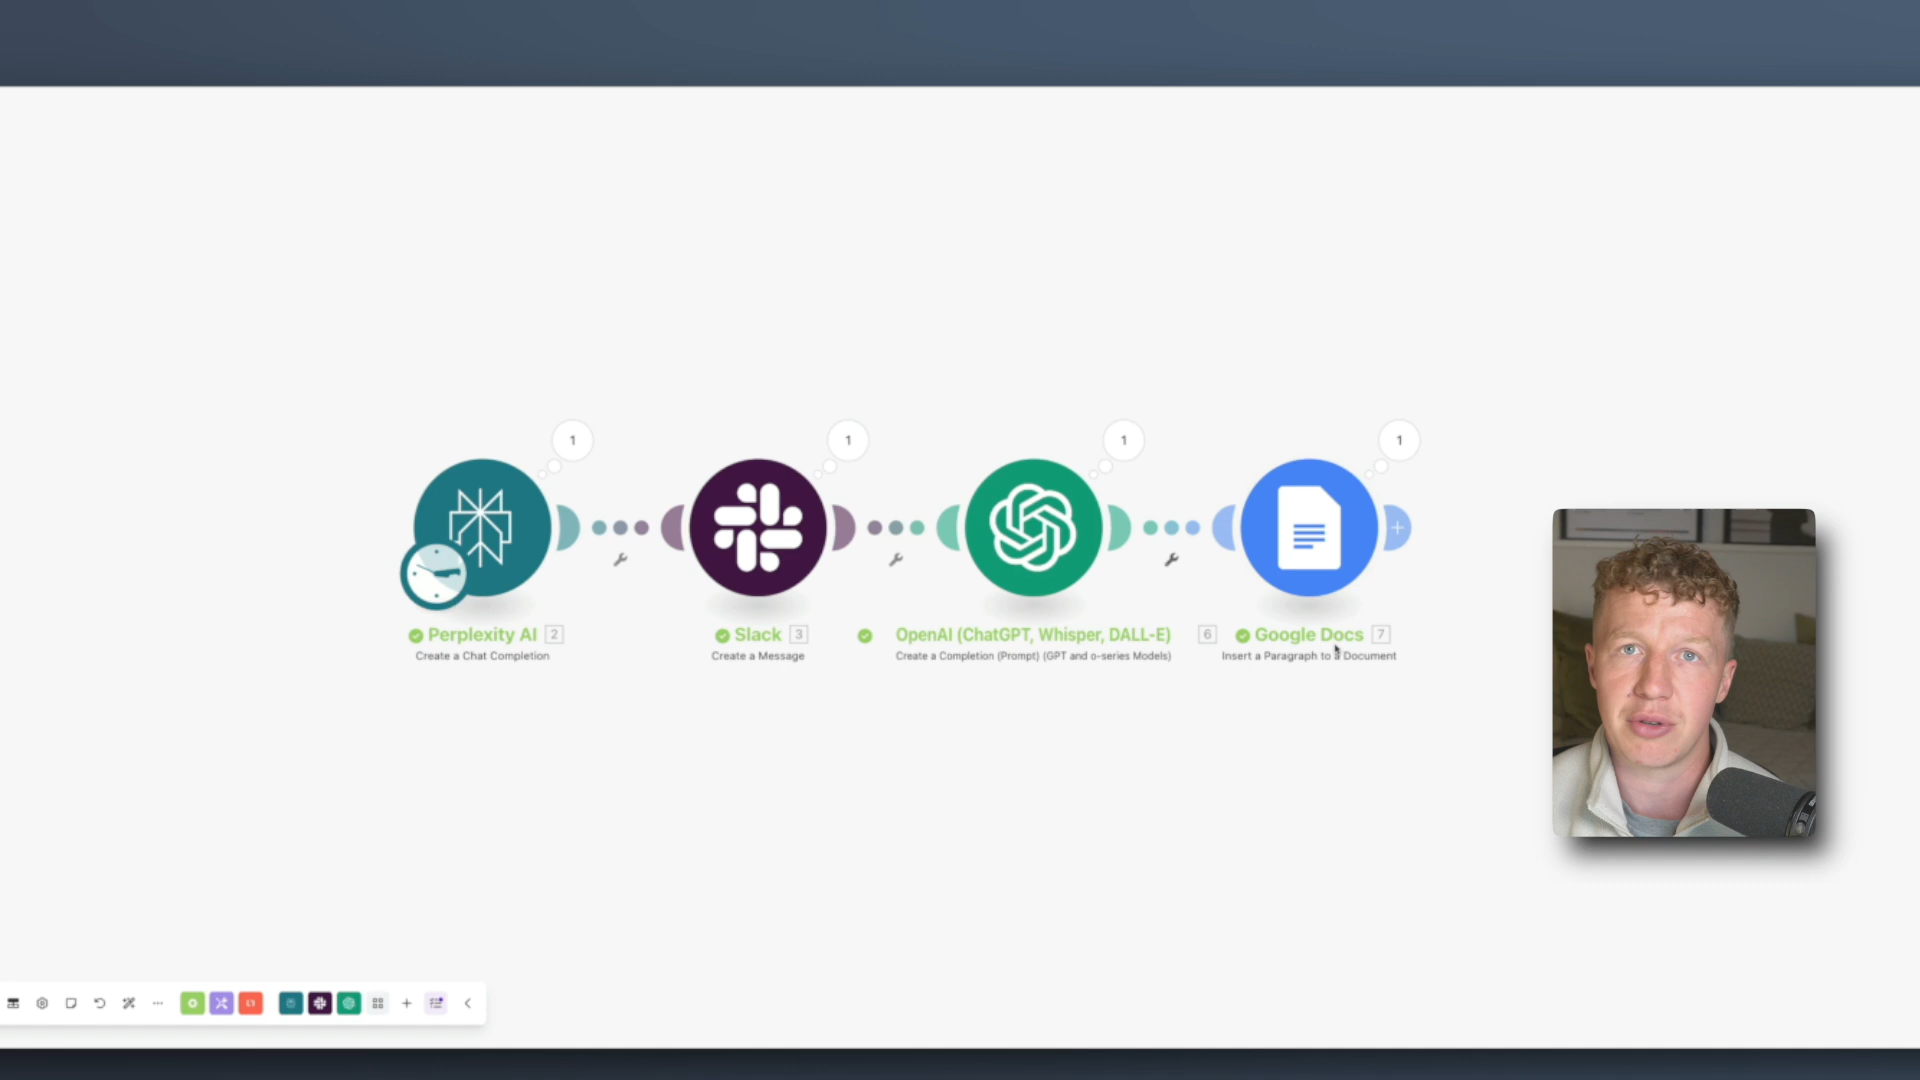 1
1
1
1
Perplexity AI 2
Create a Chat Completion
Slack 3
Create a Message
OpenAI (ChatGPT, Whisper, DALL-E) 6
Create a Completion (Prompt) (GPT and o-series Models)
Google Docs 7
Insert a Paragraph to a Document